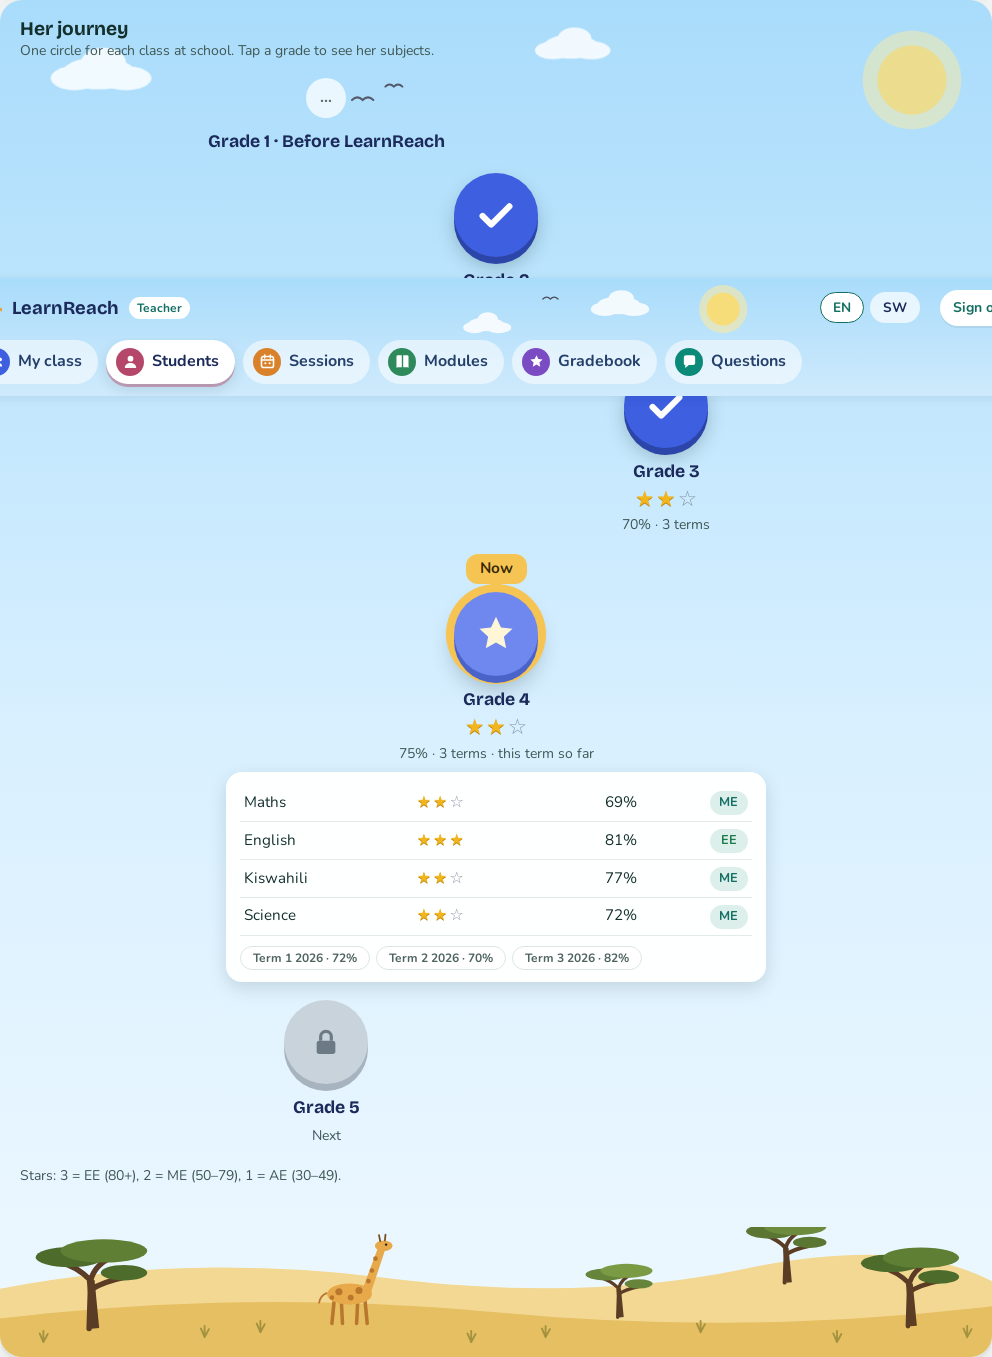 Her journey
One circle for each class at school. Tap a grade to see her subjects.
...
Grade 1 · Before LearnReach
LearnReach Teacher
EN SW Sign
My class Students Sessions Modules Gradebook Questions
Grade 3
70% · 3 terms
Now
Grade 4
75% · 3 terms · this term so far
Maths 69% ME
English 81% EE
Kiswahili 77% ME
Science 72% ME
Term 1 2026 · 72% Term 2 2026 · 70% Term 3 2026 · 82%
Grade 5
Next
Stars: 3 = EE (80+), 2 = ME (50–79), 1 = AE (30–49).